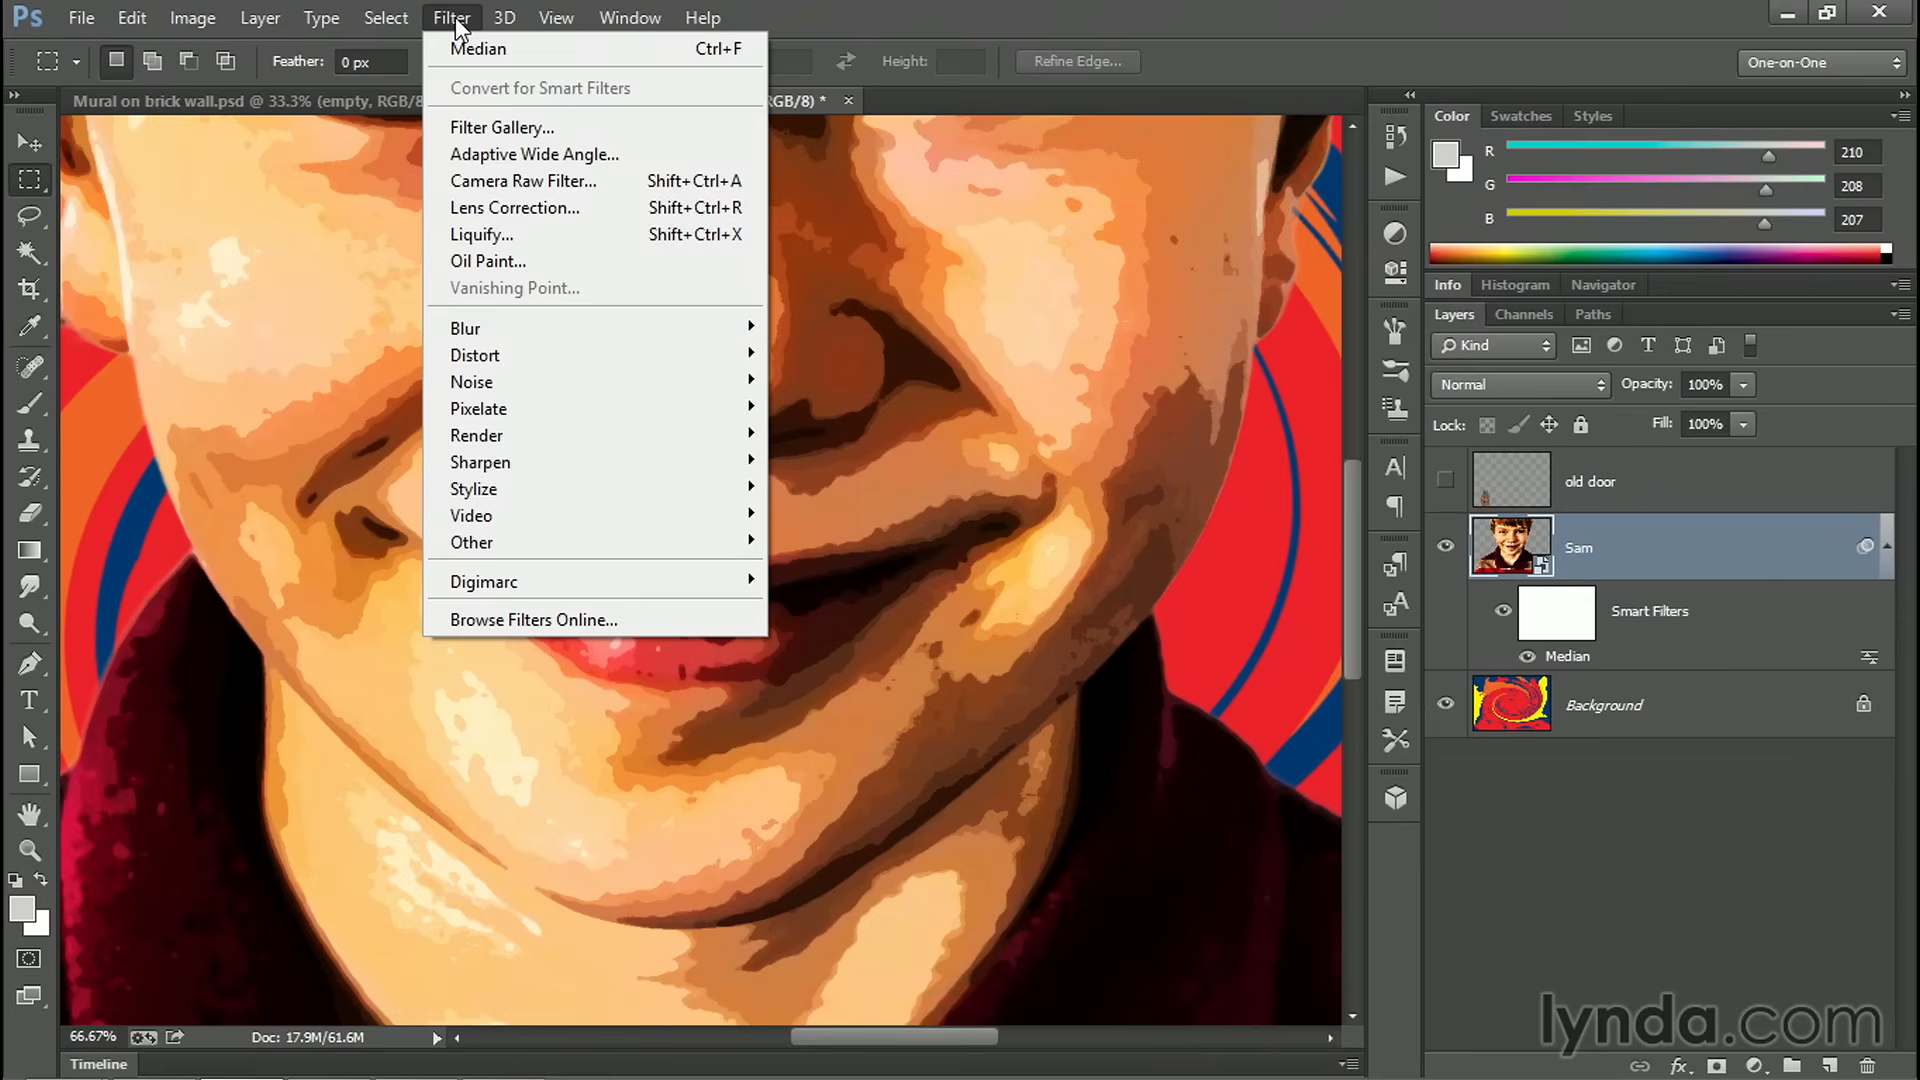 Ps File Edit Image Layer Type Select Filter 3D View Window Help
Feather: 0 px Height: Refine Edge... One-on-One
Mural on brick wall.psd @ 33.3% (empty, RGB/8 RGB/8) *
Median Ctrl+F
Convert for Smart Filters
Filter Gallery...
Adaptive Wide Angle...
Camera Raw Filter... Shift+Ctrl+A
Lens Correction... Shift+Ctrl+R
Liquify... Shift+Ctrl+X
Oil Paint...
Vanishing Point...
Blur
Distort
Noise
Pixelate
Render
Sharpen
Stylize
Video
Other
Digimarc
Browse Filters Online...
Color Swatches Styles
R 210
G 208
B 207
Info Histogram Navigator
Layers Channels Paths
Kind
Normal Opacity: 100%
Lock: Fill: 100%
old door
Sam
Smart Filters
Median
Background
66.67% Doc: 17.9M/61.6M
Timeline
lynda.com